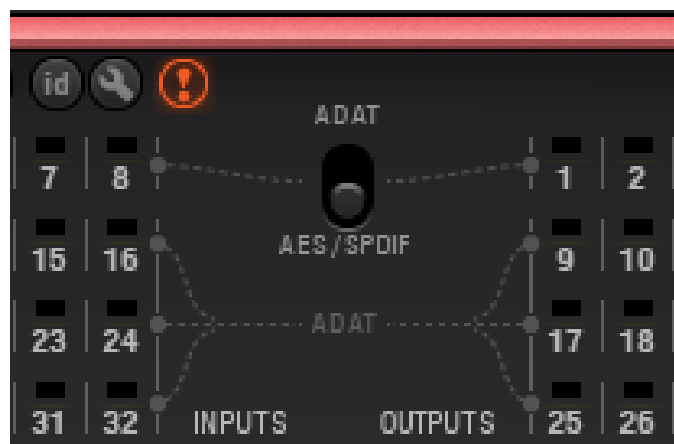 id !
ADAT
7 8 1 2
AES/SPDIF
15 16 9 10
ADAT
23 24 17 18
31 32 INPUTS OUTPUTS 25 26